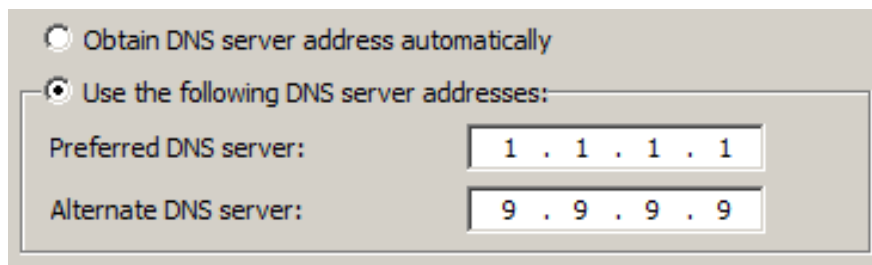 Obtain DNS server address automatically
Use the following DNS server addresses:
Preferred DNS server: 1 . 1 . 1 . 1
Alternate DNS server: 9 . 9 . 9 . 9